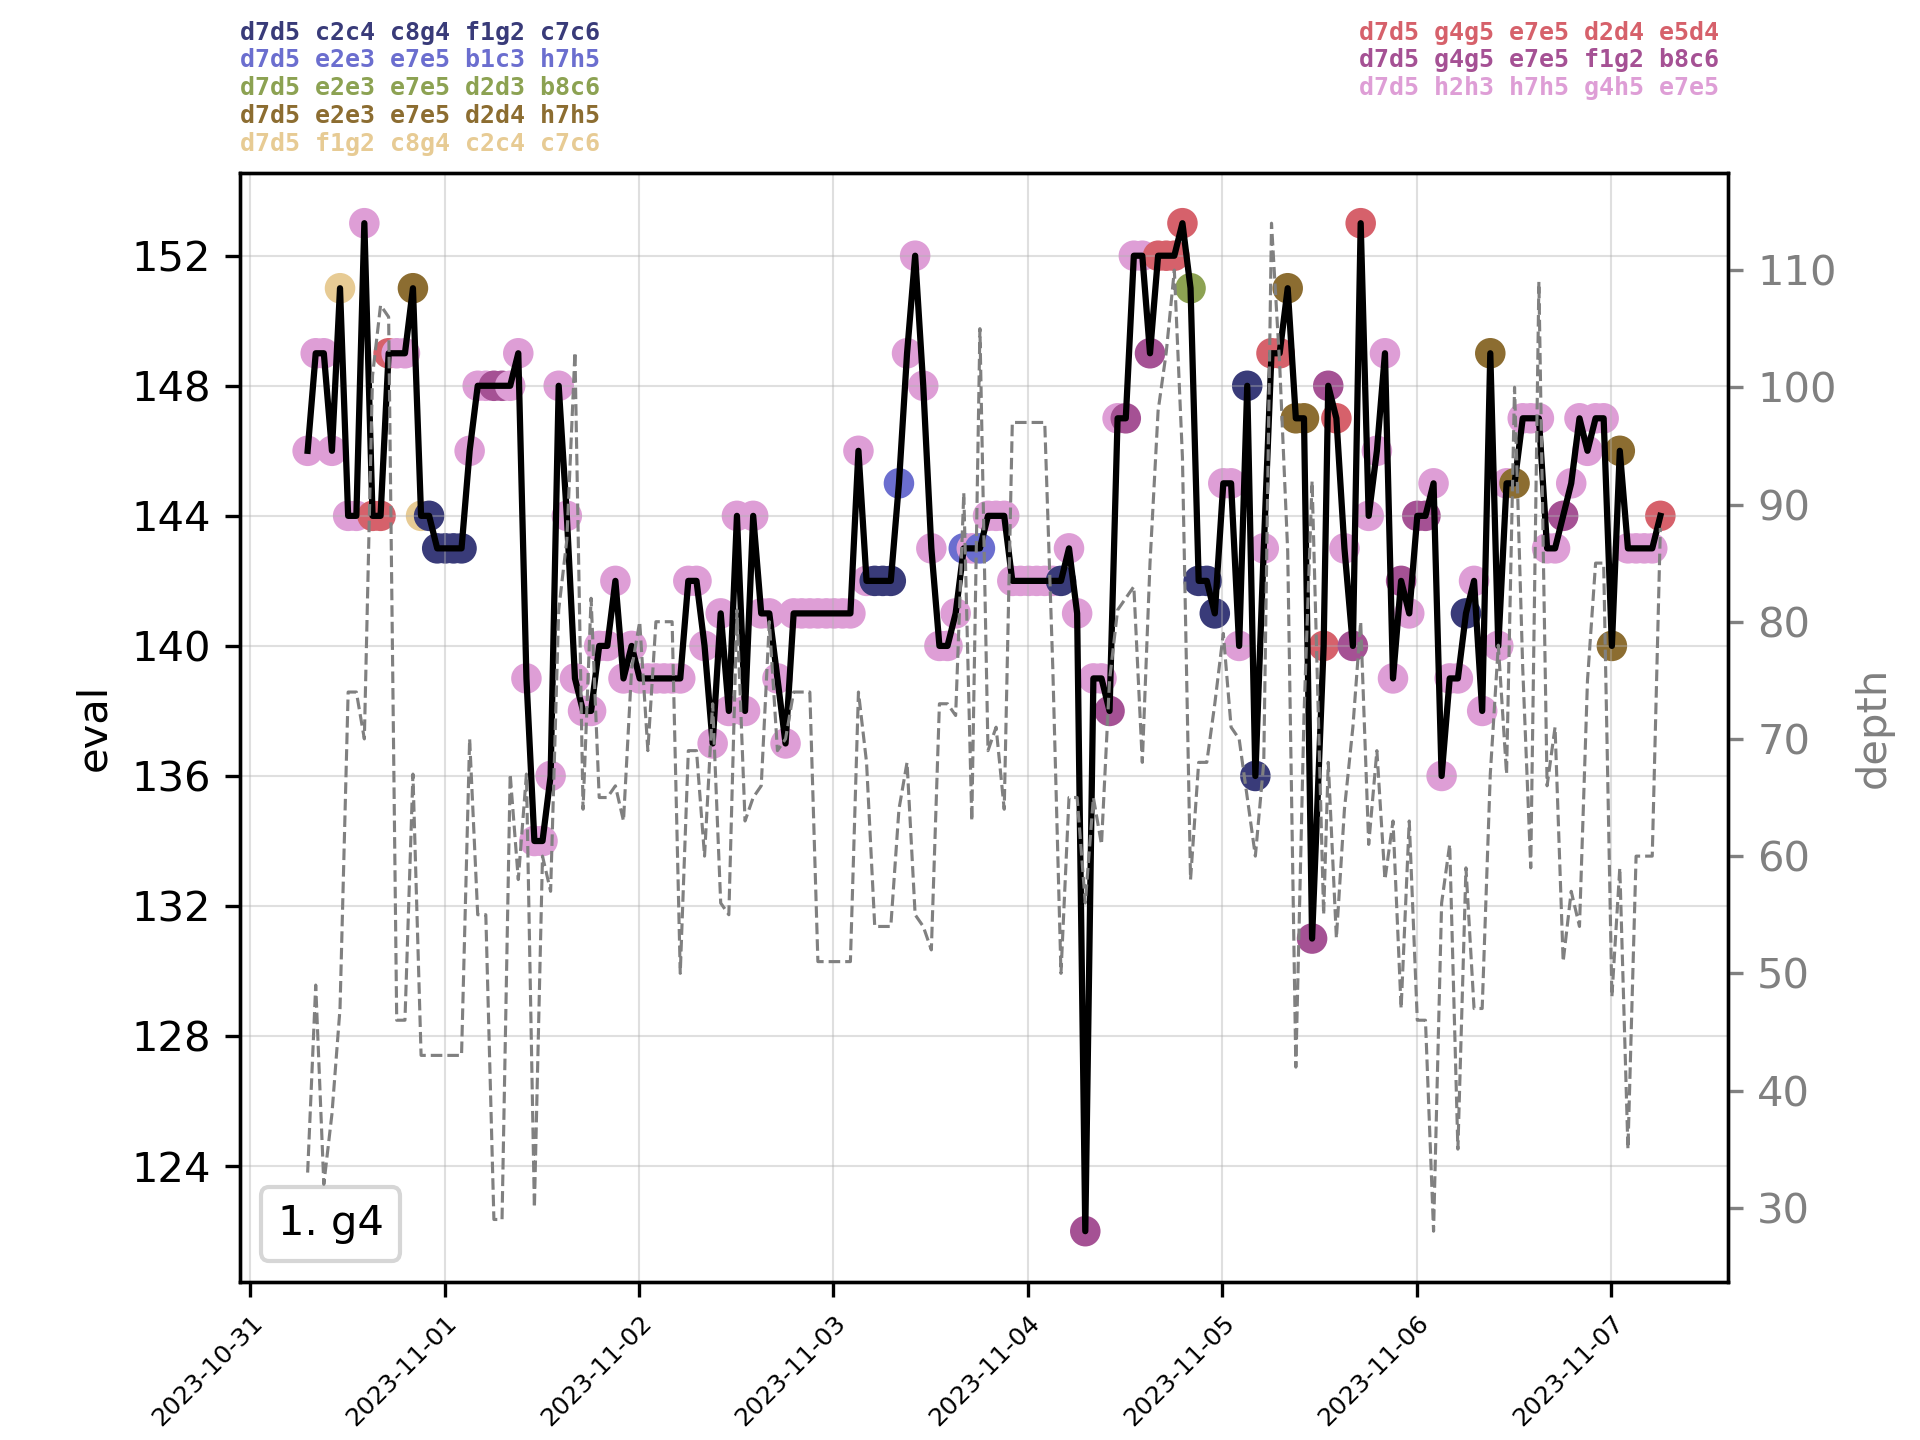 d7d5 c2c4 c8g4 f1g2 c7c6
d7d5 e2e3 e7e5 b1c3 h7h5
d7d5 e2e3 e7e5 d2d3 b8c6
d7d5 e2e3 e7e5 d2d4 h7h5
d7d5 f1g2 c8g4 c2c4 c7c6
d7d5 g4g5 e7e5 d2d4 e5d4
d7d5 g4g5 e7e5 f1g2 b8c6
d7d5 h2h3 h7h5 g4h5 e7e5
152
148
144
140
136
132
128
124
eval
110
100
90
80
70
60
50
40
30
depth
1. g4
2023-10-31
2023-11-01
2023-11-02
2023-11-03
2023-11-04
2023-11-05
2023-11-06
2023-11-07